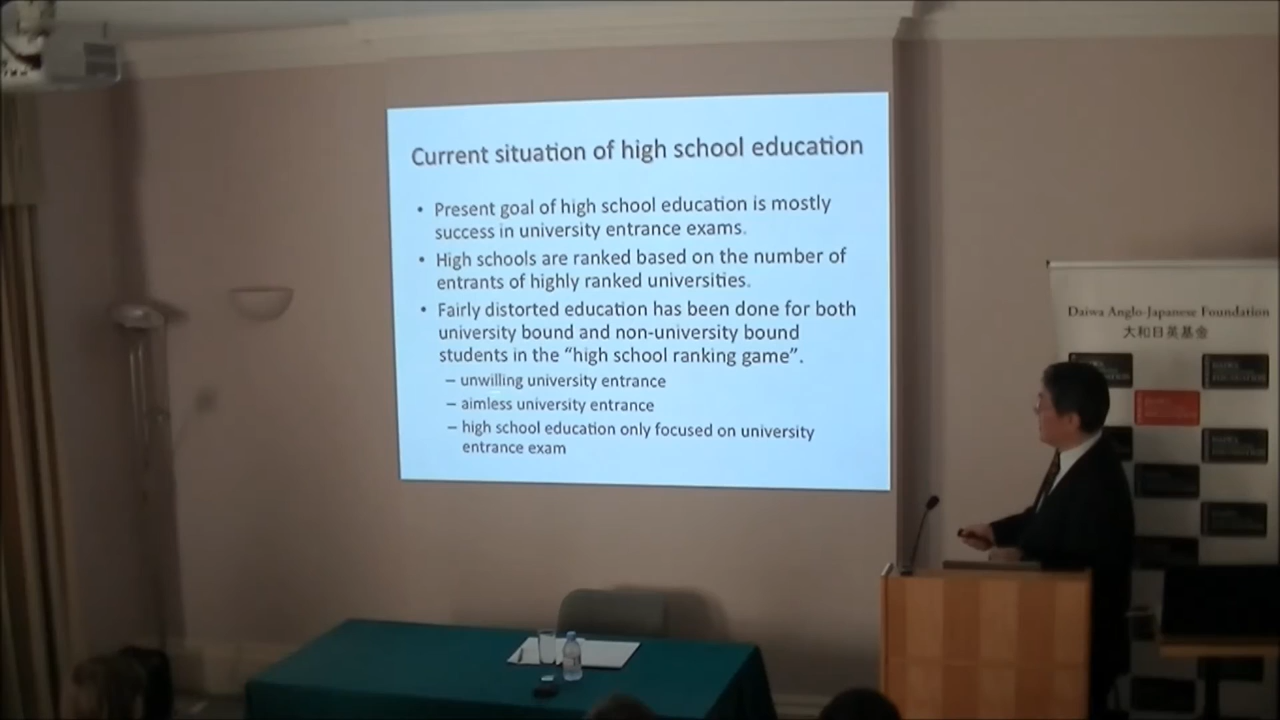 Current situation of high school education
• Present goal of high school education is mostly
success in university entrance exams.
• High schools are ranked based on the number of
entrants of highly ranked universities.
• Fairly distorted education has been done for both
university bound and non-university bound
students in the “high school ranking game”.
– unwilling university entrance
– aimless university entrance
– high school education only focused on university
entrance exam
Daiwa Anglo-Japanese Foundation
大和日英基金